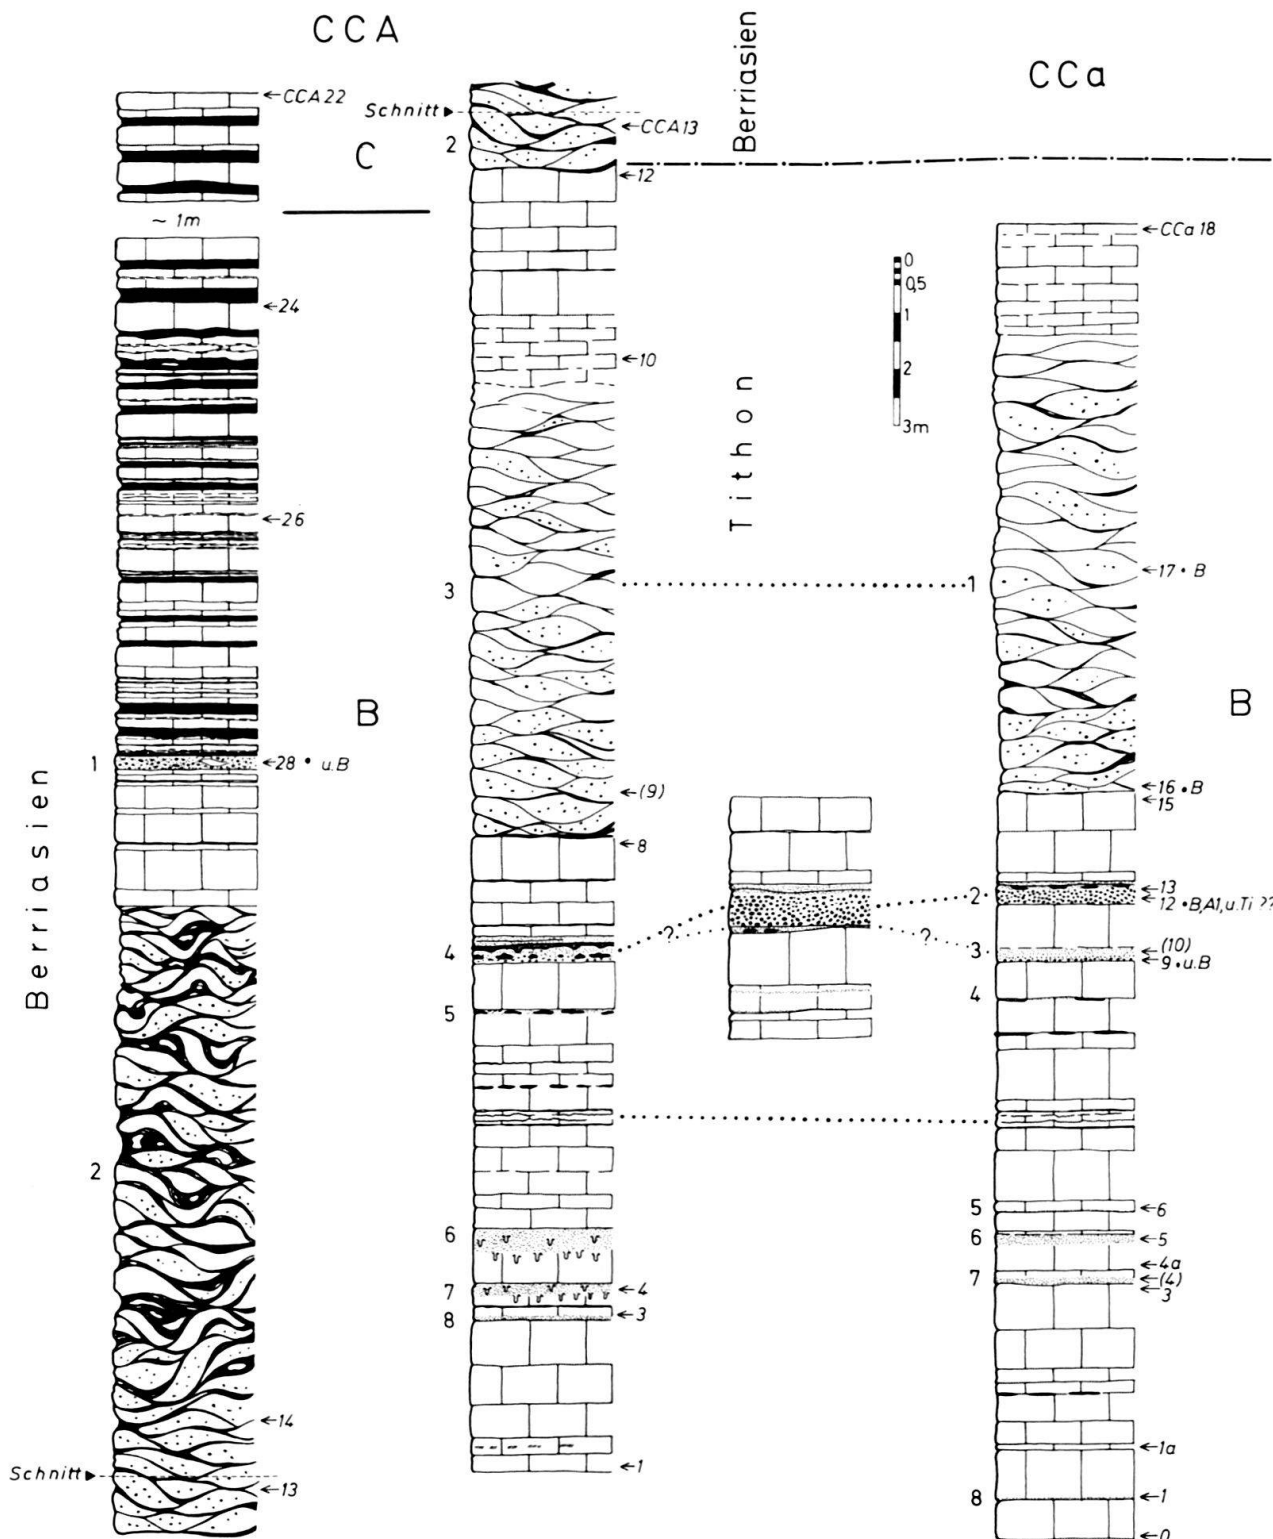 CCA
Berriasien
CCa
←CCA 22
C
~ 1m
←24
←26
B
1
←28 • u.B
Berriasien
2
←14
Schnitt
←13
Schnitt
←CCA13
2
←12
←10
3
←(9)
←8
4
?
5
6
7
←4
8
←3
←1
Tithon
0
0,5
1
2
3m
←CCa 18
1
←17 • B
B
←16 • B
←15
2
←13
←12 • B,A1,u.Ti ??
?
3
←(10)
←9 • u.B
4
5
←6
6
←5
←4a
7
←(4)
←3
←1a
8
←1
←0